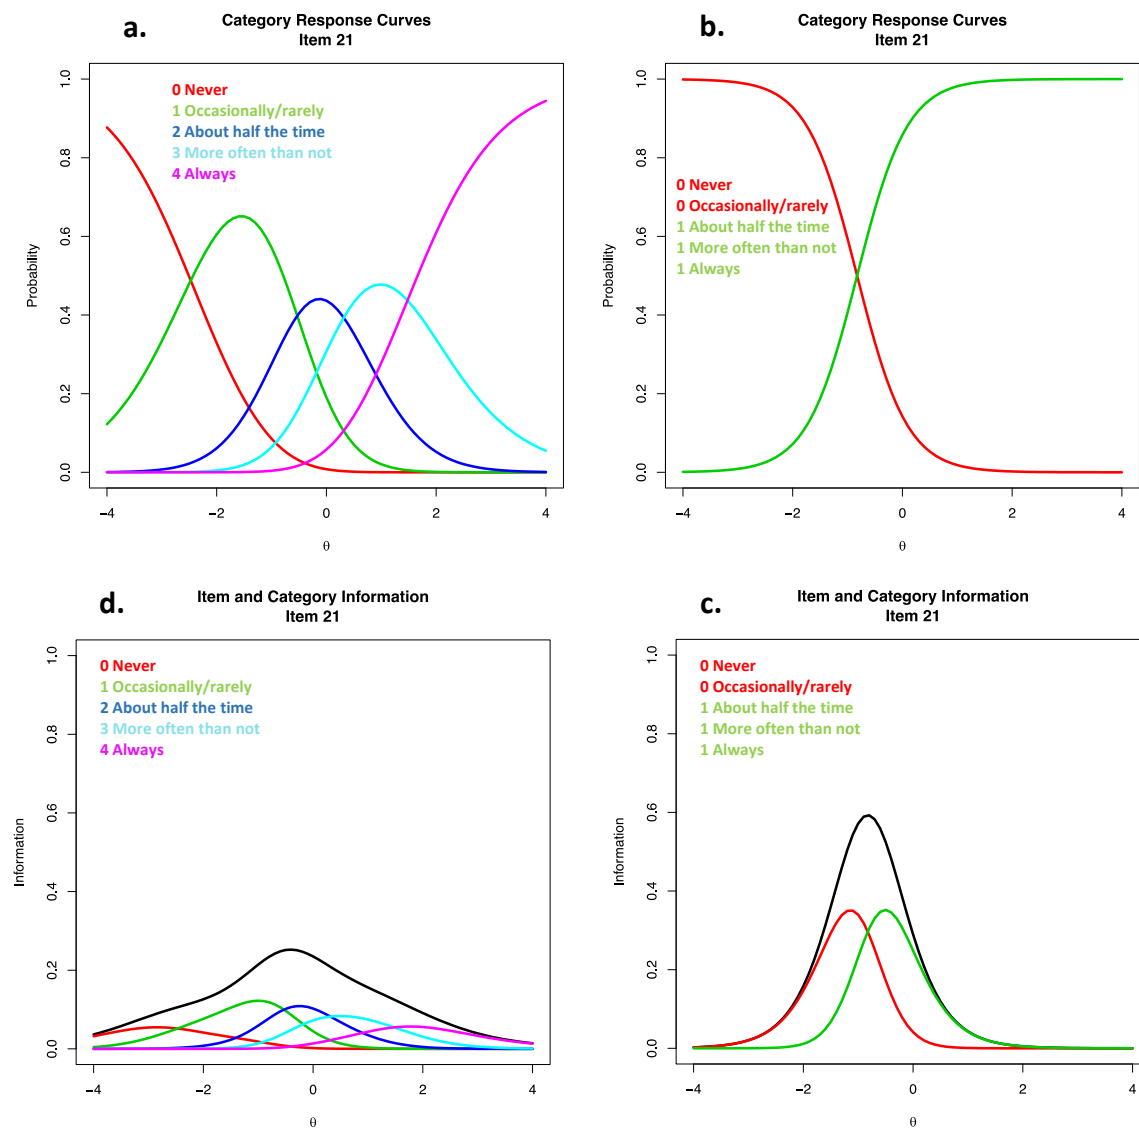 a.
Category Response Curves
Item 21
0 Never
1 Occasionally/rarely
2 About half the time
3 More often than not
4 Always
Probability
0.0 0.2 0.4 0.6 0.8 1.0
−4 −2 0 2 4
θ
b.
Category Response Curves
Item 21
0 Never
0 Occasionally/rarely
1 About half the time
1 More often than not
1 Always
Probability
0.0 0.2 0.4 0.6 0.8 1.0
−4 −2 0 2 4
θ
d.
Item and Category Information
Item 21
0 Never
1 Occasionally/rarely
2 About half the time
3 More often than not
4 Always
Information
0.0 0.2 0.4 0.6 0.8 1.0
−4 −2 0 2 4
θ
c.
Item and Category Information
Item 21
0 Never
0 Occasionally/rarely
1 About half the time
1 More often than not
1 Always
Information
0.0 0.2 0.4 0.6 0.8 1.0
−4 −2 0 2 4
θ